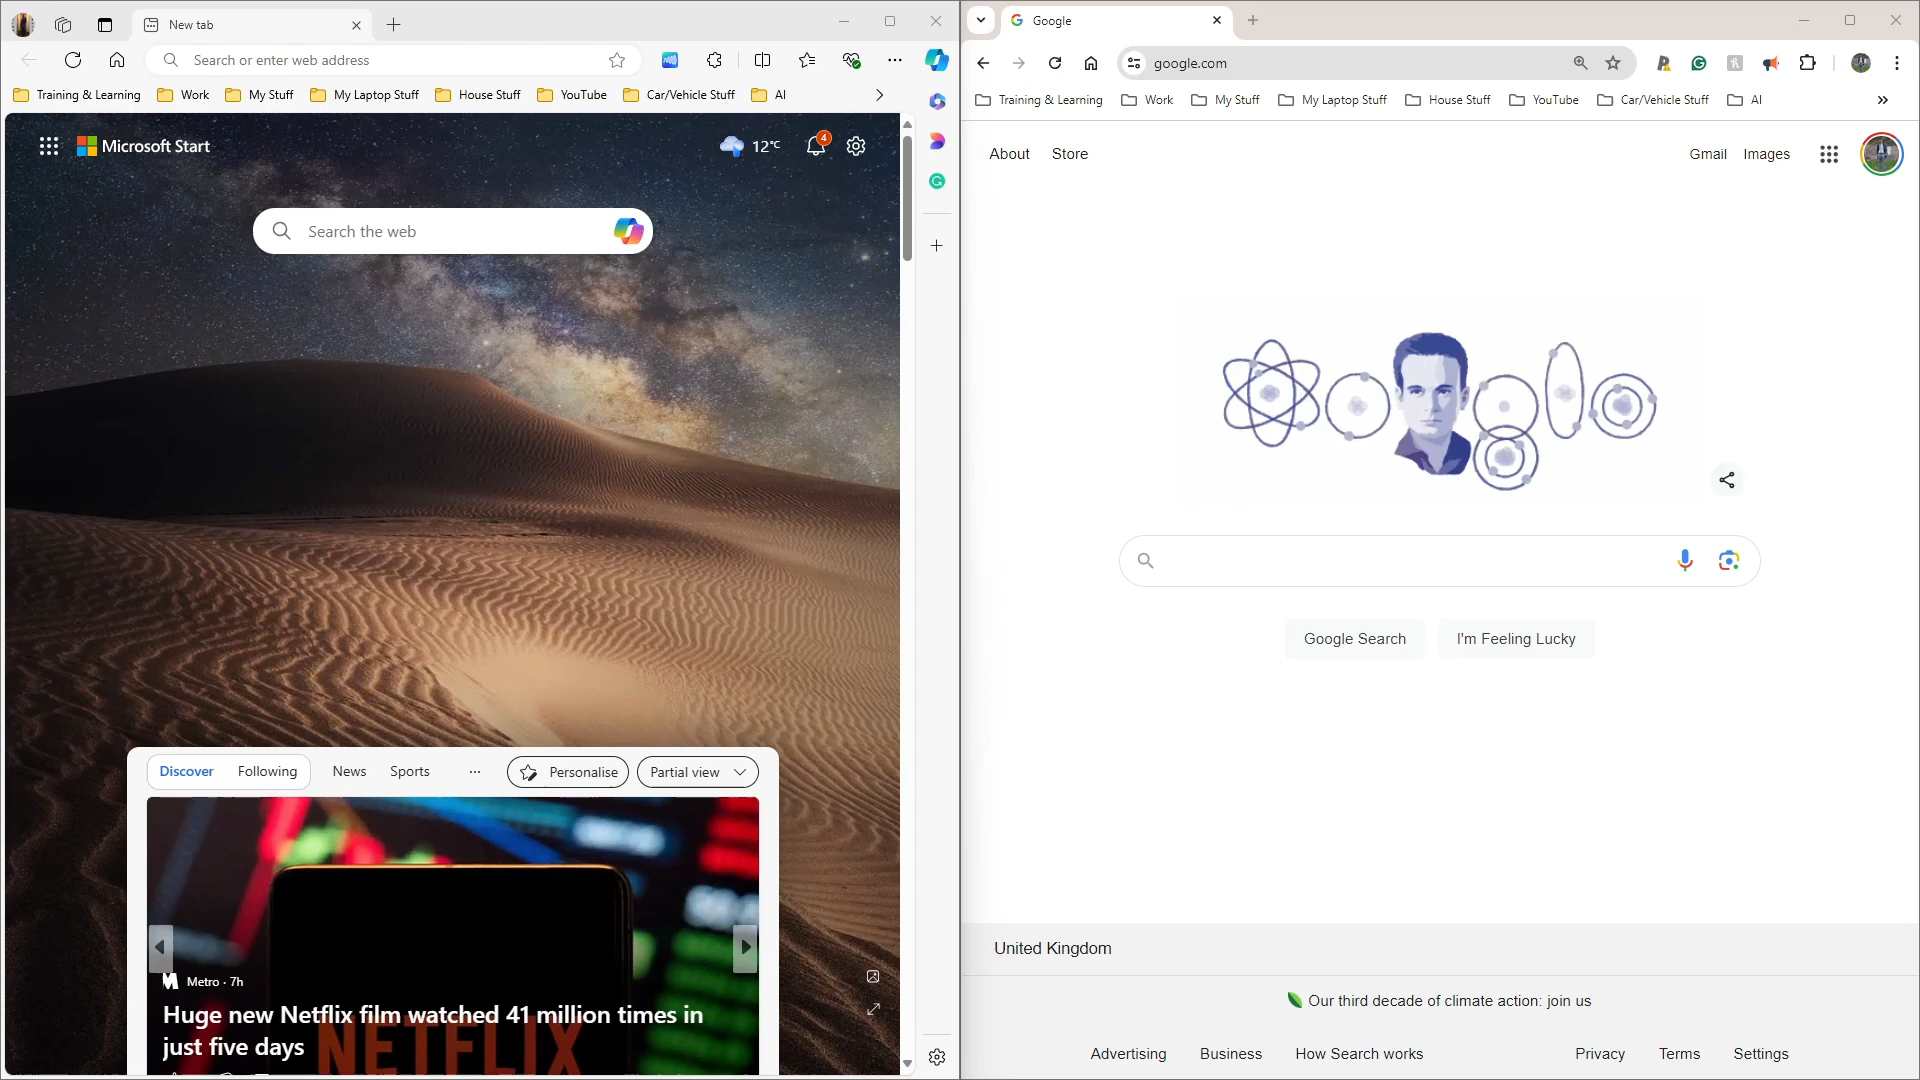 New tab
Search or enter web address
Training & Learning
Work
My Stuff
My Laptop Stuff
House Stuff
YouTube
Car/Vehicle Stuff
AI
Microsoft Start
12°C
4
Search the web
Discover
Following
News
Sports
Personalise
Partial view
Metro · 7h
Huge new Netflix film watched 41 million times in
just five days
NETFLIX
Google
google.com
Training & Learning
Work
My Stuff
My Laptop Stuff
House Stuff
YouTube
Car/Vehicle Stuff
AI
About
Store
Gmail
Images
Google Search
I'm Feeling Lucky
United Kingdom
Our third decade of climate action: join us
Advertising
Business
How Search works
Privacy
Terms
Settings